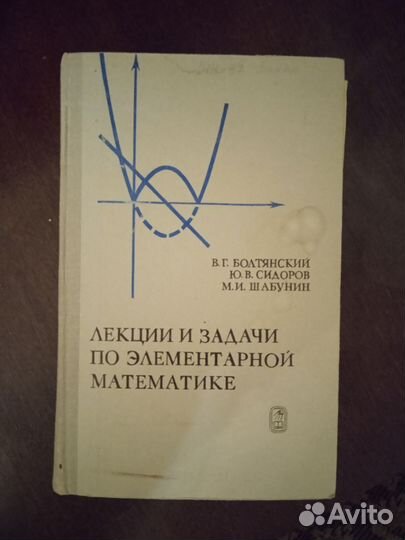 В.Г. БОЛТЯНСКИЙ
Ю.В. СИДОРОВ
М.И. ШАБУНИН
ЛЕКЦИИ И ЗАДАЧИ
ПО ЭЛЕМЕНТАРНОЙ
МАТЕМАТИКЕ
Avito